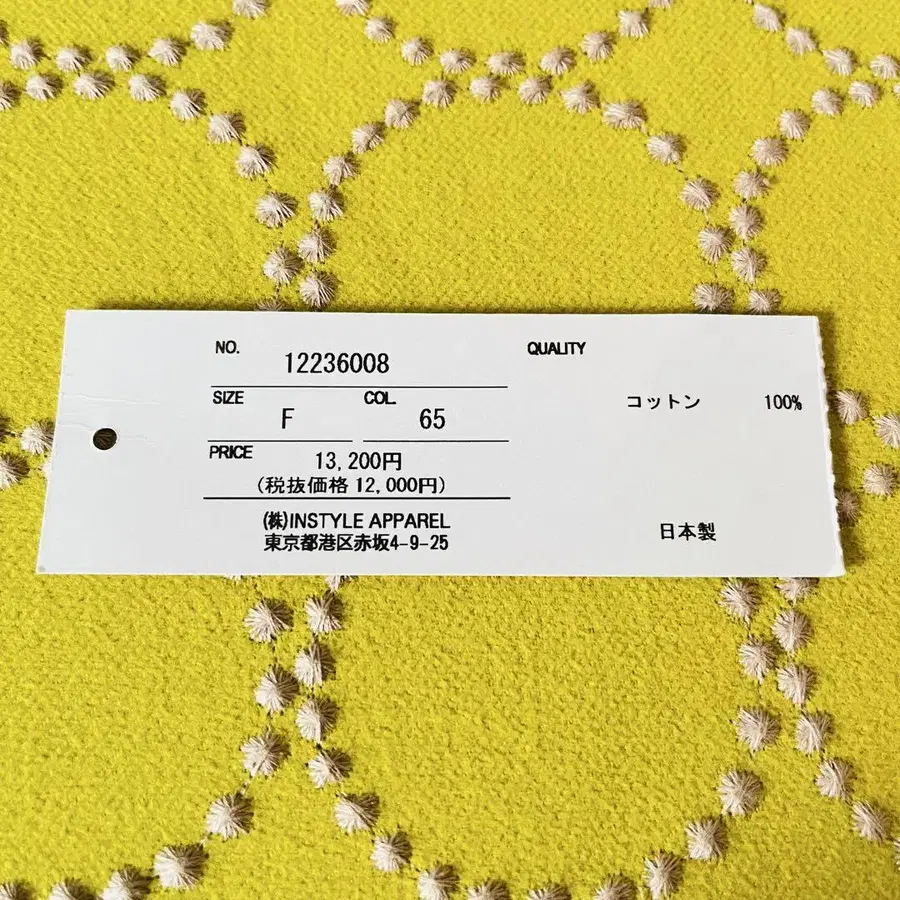 NO. 12236008
SIZE F COL. 65
PRICE 13,200円
(税抜価格 12,000円)
(株)INSTYLE APPAREL
東京都港区赤坂4-9-25
QUALITY
コットン 100%
日本製